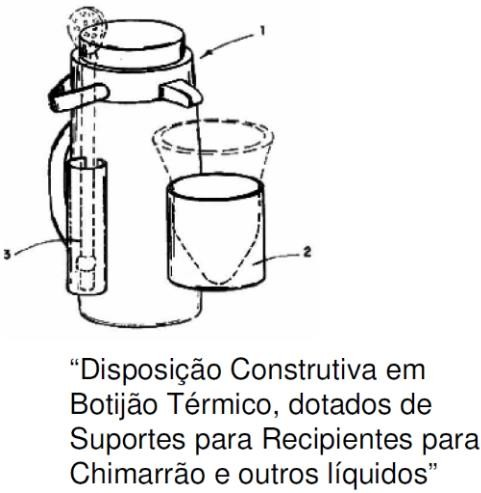 1
3
2
“Disposição Construtiva em
Botijão Térmico, dotados de
Suportes para Recipientes para
Chimarrão e outros líquidos”